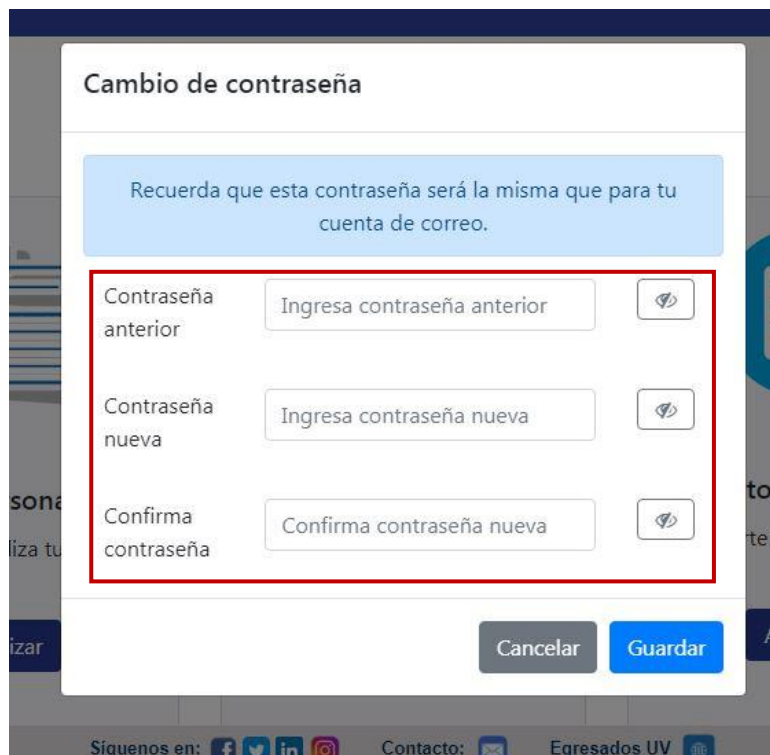 Cambio de contraseña
Recuerda que esta contraseña será la misma que para tu
cuenta de correo.
Contraseña
anterior
Ingresa contraseña anterior
Contraseña
nueva
Ingresa contraseña nueva
Confirma
contraseña
Confirma contraseña nueva
Cancelar
Guardar
Síguenos en:
Contacto:
Egresados UV